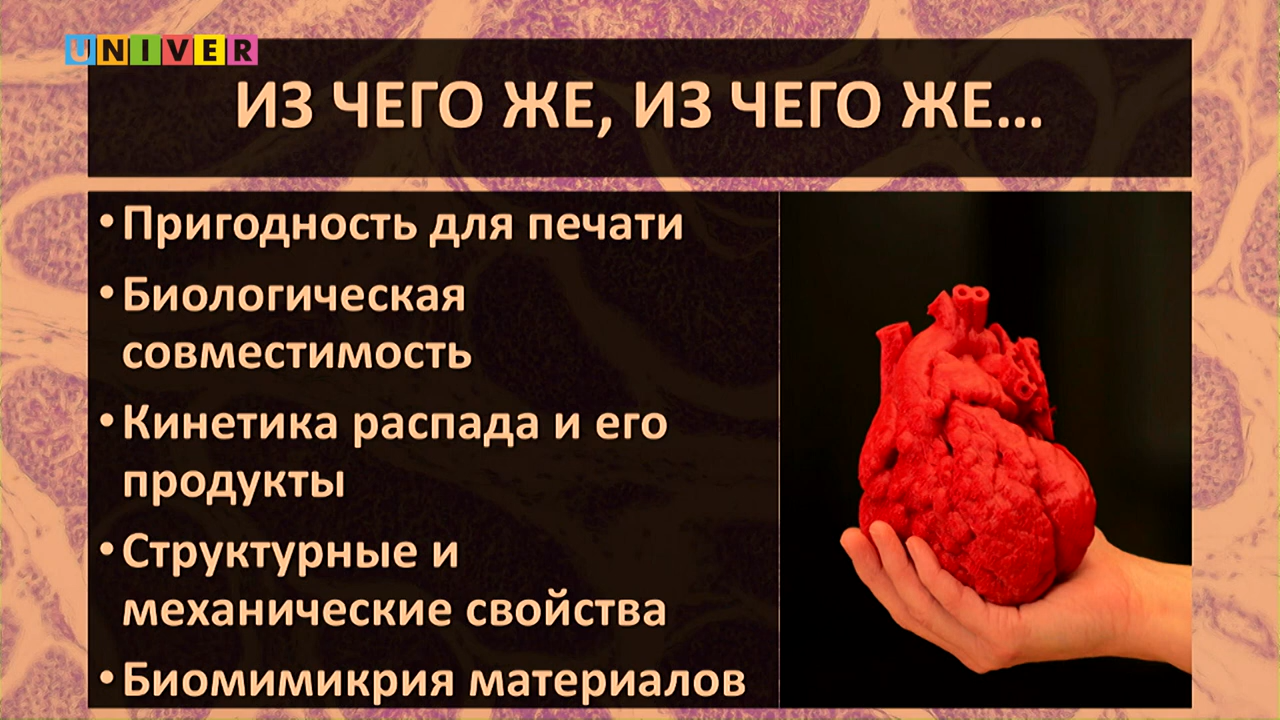 UNIVER
ИЗ ЧЕГО ЖЕ, ИЗ ЧЕГО ЖЕ...
• Пригодность для печати
• Биологическая
совместимость
• Кинетика распада и его
продукты
• Структурные и
механические свойства
• Биомимикрия материалов